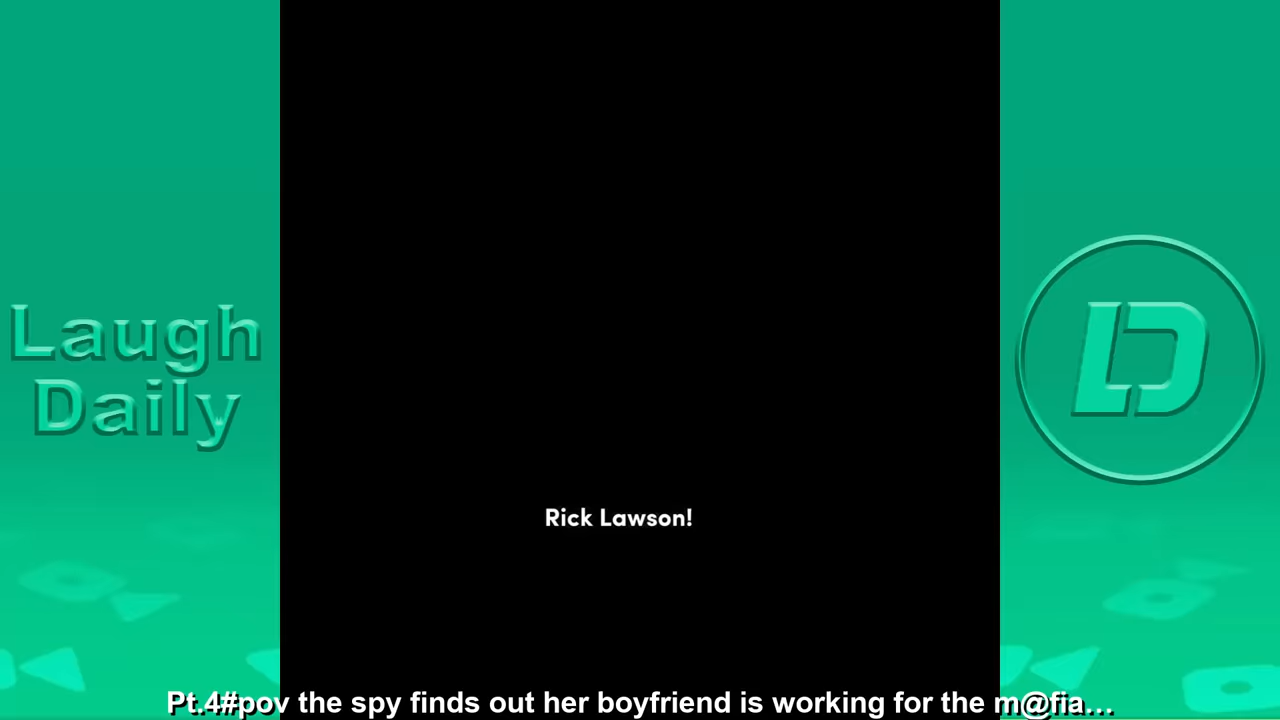 Laugh
Daily
LD
Rick Lawson!
Pt.4#pov the spy finds out her boyfriend is working for the m@fia...